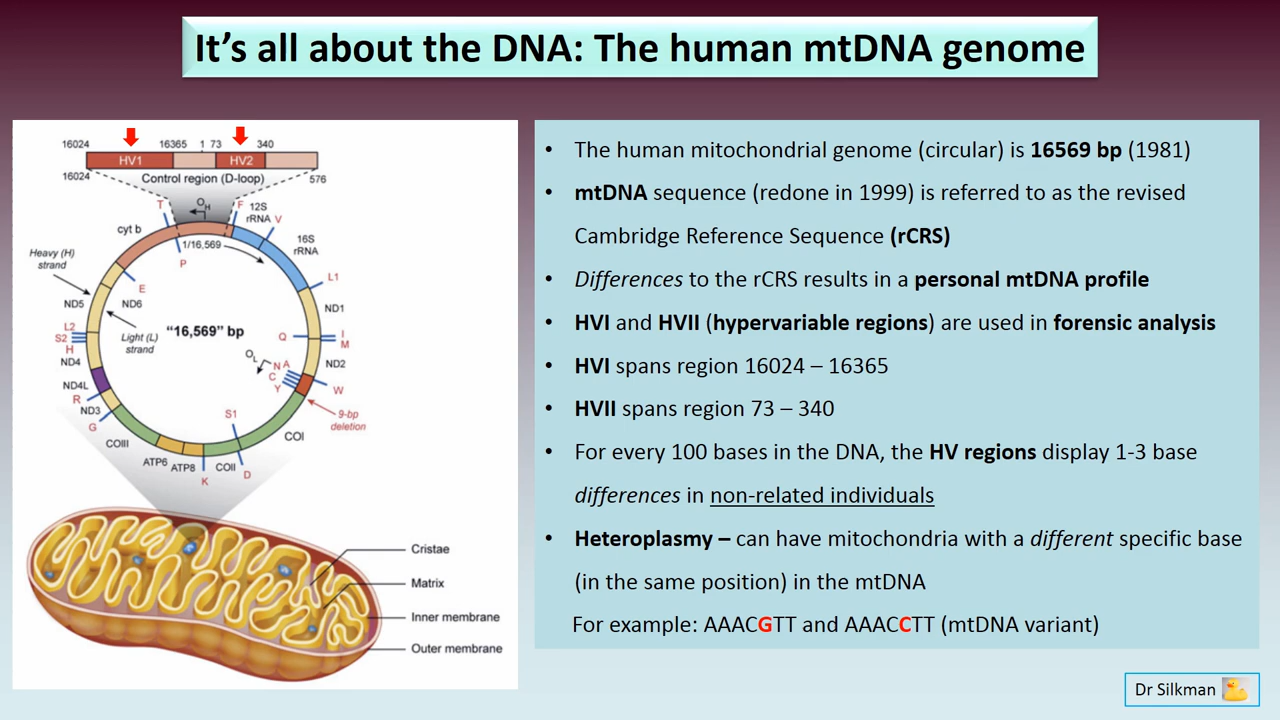 It's all about the DNA: The human mtDNA genome
16024 16365 1 73 340
HV1 HV2
16024 Control region (D-loop) 576
T O_H F 12S rRNA V
cyt b
1/16,569
16S rRNA
P
Heavy (H) strand
E
L1
ND5 ND6
ND1
"16,569" bp
L2
S2
H
Light (L) strand
Q
I
M
ND4
O_L
N A
C
Y
ND2
ND4L
R
W
ND3
G
S1
9-bp deletion
COIII
COI
ATP6 ATP8 COII
K D
Cristae
Matrix
Inner membrane
Outer membrane
• The human mitochondrial genome (circular) is 16569 bp (1981)
• mtDNA sequence (redone in 1999) is referred to as the revised
Cambridge Reference Sequence (rCRS)
• Differences to the rCRS results in a personal mtDNA profile
• HVI and HVII (hypervariable regions) are used in forensic analysis
• HVI spans region 16024 – 16365
• HVII spans region 73 – 340
• For every 100 bases in the DNA, the HV regions display 1-3 base
differences in non-related individuals
• Heteroplasmy – can have mitochondria with a different specific base
(in the same position) in the mtDNA
For example: AAACGTT and AAACCTT (mtDNA variant)
Dr Silkman